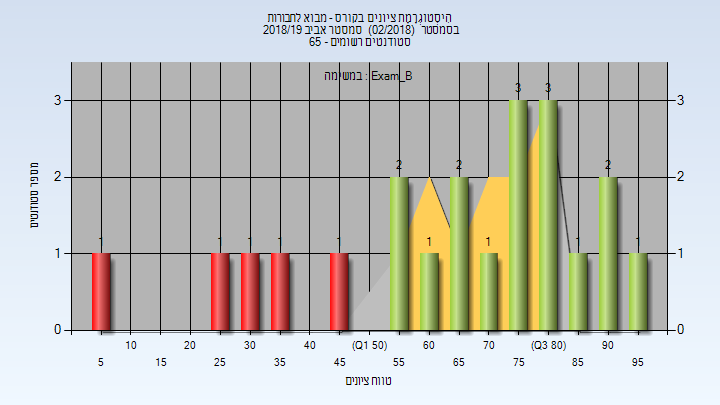 היסטוגרמת ציונים בקורס - מבוא לתבורות
בסמסטר (02/2018) סמסטר אביב 2018/19
סטודנטים רשומים - 65
במשימה : Exam_B
מספר סטודנטים
3 3
2 2
1 1
0 0
1 1 1 1 1 2 1 2 1 3 3 1 2 1
10 20 30 40 (Q1 50) 60 70 (Q3 80) 90
5 15 25 35 45 55 65 75 85 95
טווח ציונים